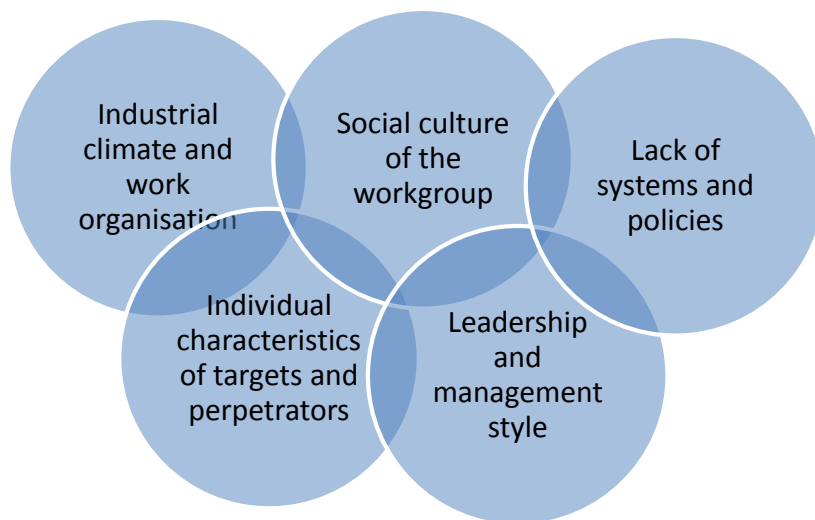 Industrial
climate and
work
organisation
Social culture
of the
workgroup
Lack of
systems and
policies
Individual
characteristics
of targets and
perpetrators
Leadership
and
management
style